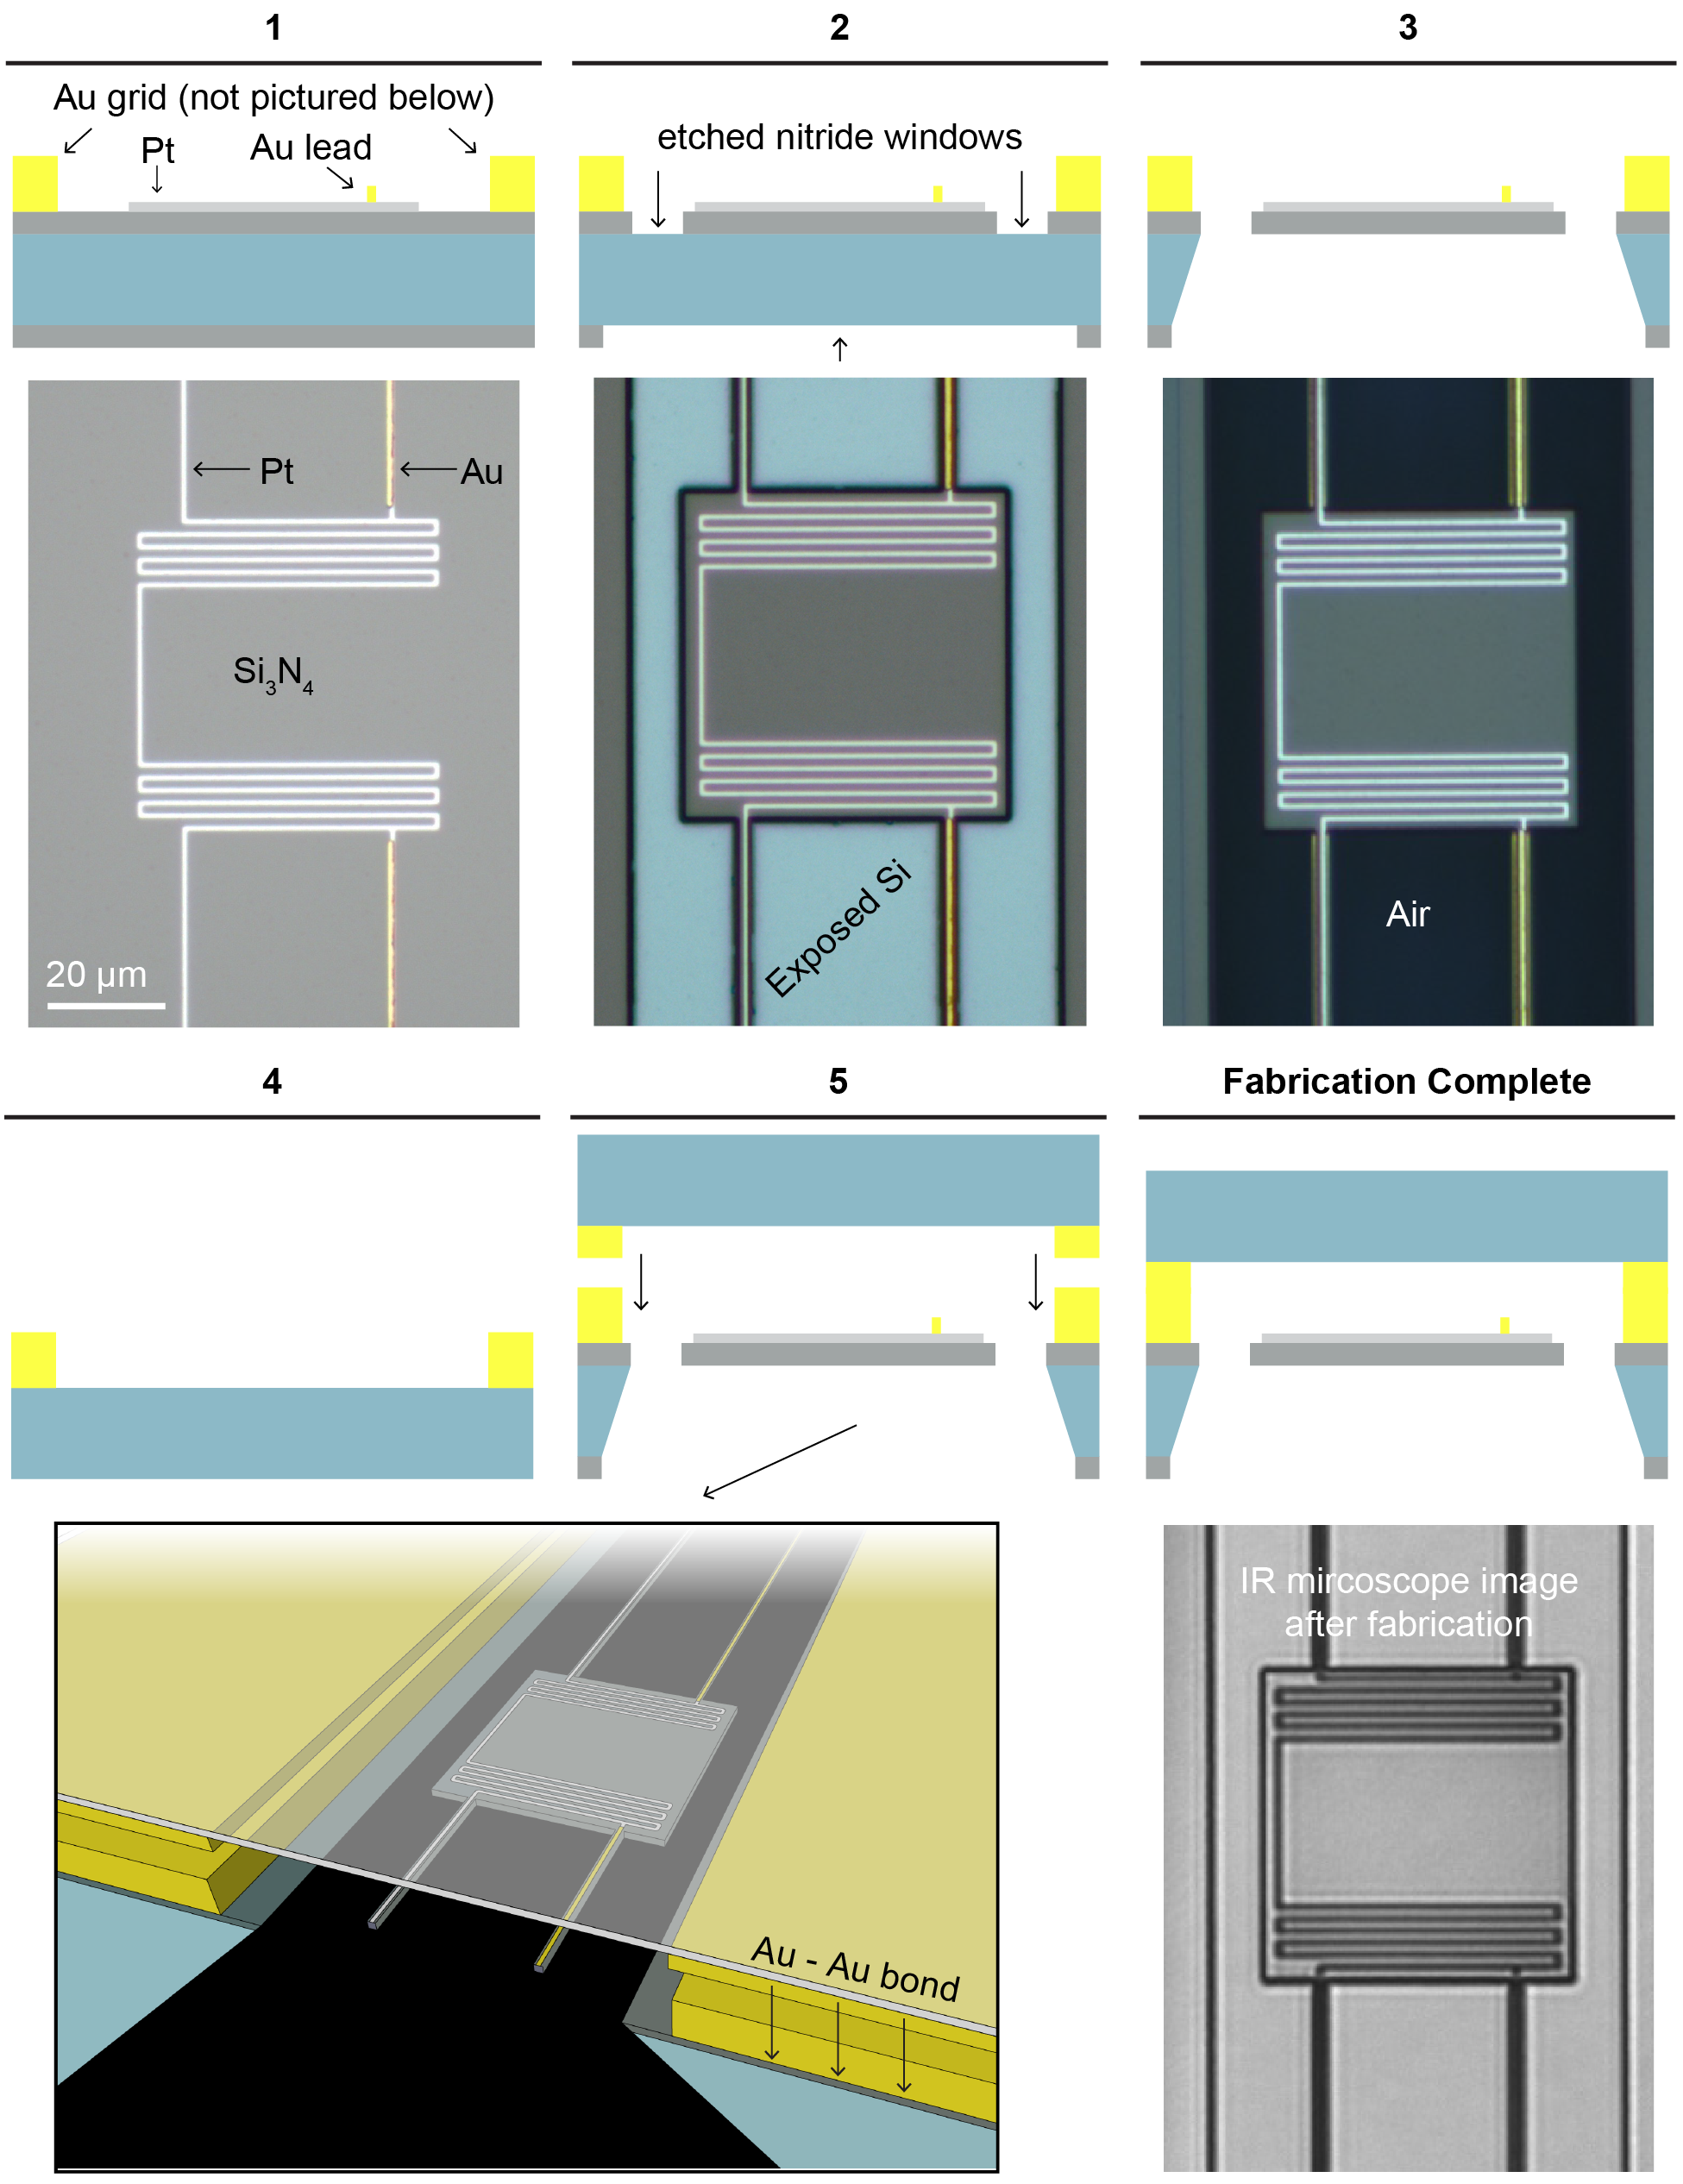 1
2
3
Au grid (not pictured below)
Pt
Au lead
etched nitride windows
Pt
Au
Si₃N₄
20 µm
Exposed Si
Air
4
5
Fabrication Complete
Au - Au bond
IR mircoscope image
after fabrication